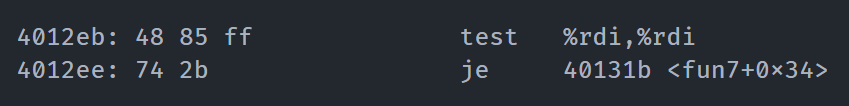 4012eb: 48 85 ff test %rdi,%rdi
4012ee: 74 2b je 40131b <fun7+0x34>